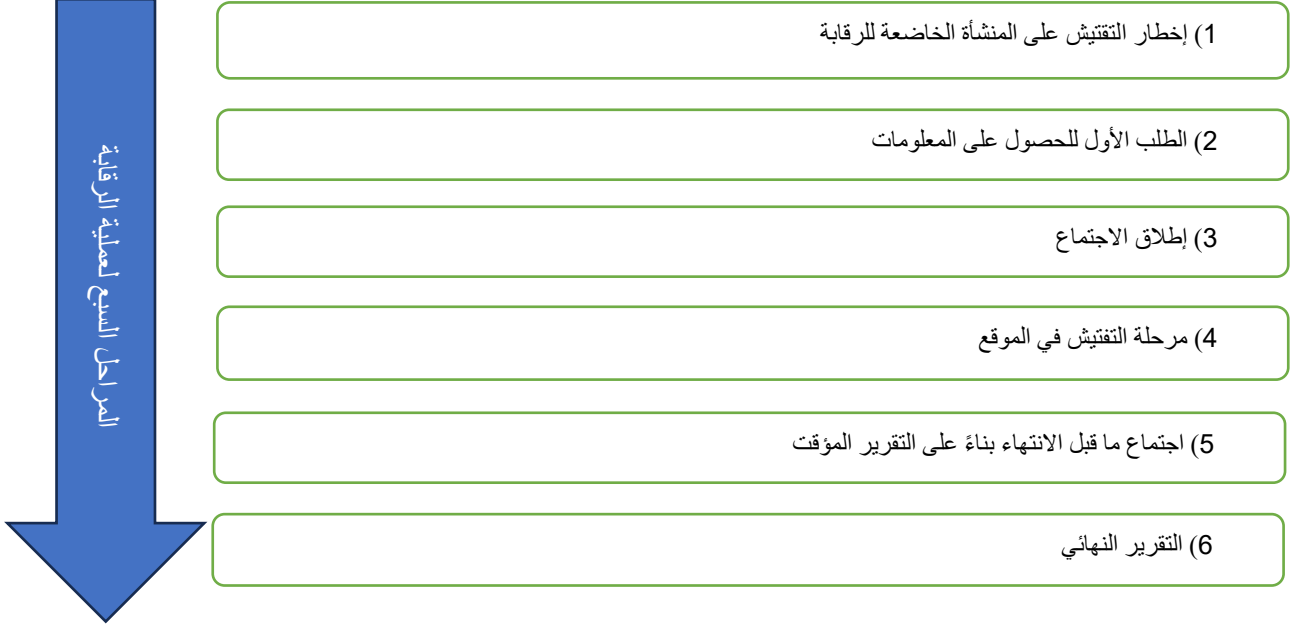 المراحل السبع لعملية الرقابة
1) إخطار التفتيش على المنشأة الخاضعة للرقابة
2) الطلب الأول للحصول على المعلومات
3) إطلاق الاجتماع
4) مرحلة التفتيش في الموقع
5) اجتماع ما قبل الانتهاء بناءً على التقرير المؤقت
6) التقرير النهائي